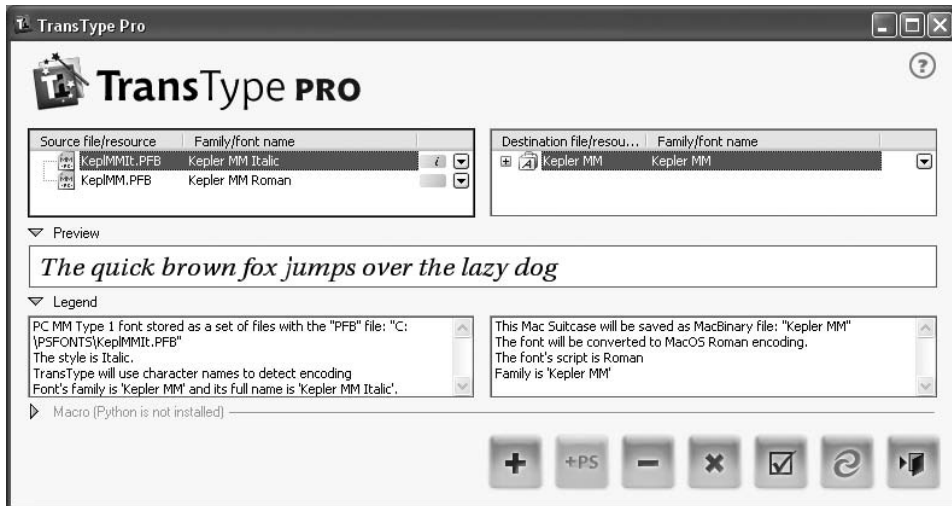 TransType Pro
TransType PRO
Source file/resource Family/font name
KeplMMIt.PFB Kepler MM Italic i
KeplMM.PFB Kepler MM Roman
Destination file/resou... Family/font name
Kepler MM Kepler MM
Preview
The quick brown fox jumps over the lazy dog
Legend
PC MM Type 1 font stored as a set of files with the "PFB" file: "C:
\PSFONTS\KeplMMIt.PFB"
The style is Italic.
TransType will use character names to detect encoding
Font's family is 'Kepler MM' and its full name is 'Kepler MM Italic'.
This Mac Suitcase will be saved as MacBinary file: "Kepler MM"
The font will be converted to MacOS Roman encoding.
The font's script is Roman
Family is 'Kepler MM'
Macro (Python is not installed)
+PS